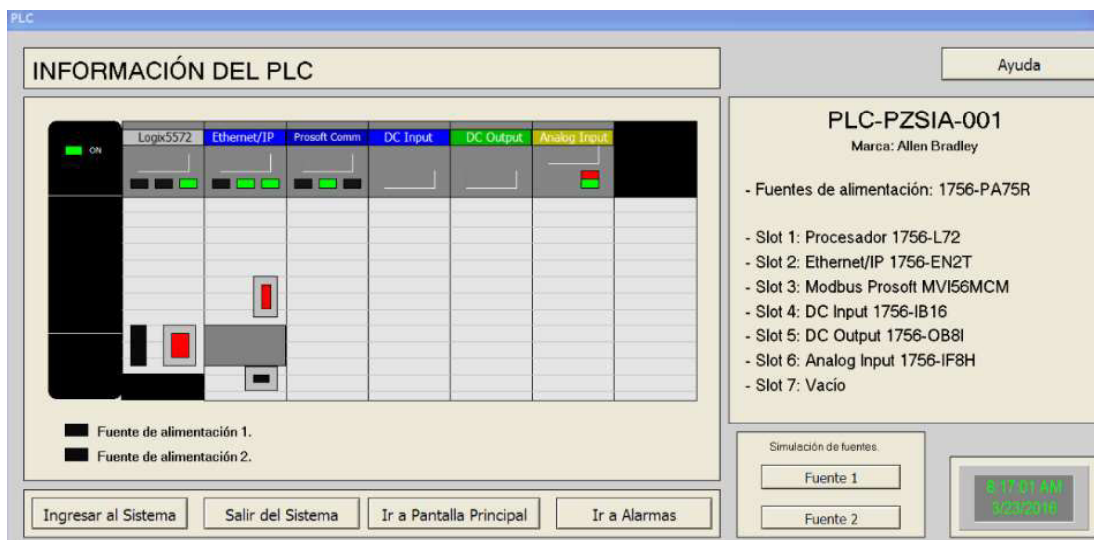 PLC
INFORMACIÓN DEL PLC
Ayuda
ON
Logix5572
Ethernet/IP
Prosoft Comm
DC Input
DC Output
Analog Input
Fuente de alimentación 1.
Fuente de alimentación 2.
PLC-PZSIA-001
Marca: Allen Bradley
- Fuentes de alimentación: 1756-PA75R
- Slot 1: Procesador 1756-L72
- Slot 2: Ethernet/IP 1756-EN2T
- Slot 3: Modbus Prosoft MVI56MCM
- Slot 4: DC Input 1756-IB16
- Slot 5: DC Output 1756-OB8I
- Slot 6: Analog Input 1756-IF8H
- Slot 7: Vacío
Simulación de fuentes.
Fuente 1
Fuente 2
8:17:01 AM
3/23/2016
Ingresar al Sistema
Salir del Sistema
Ir a Pantalla Principal
Ir a Alarmas